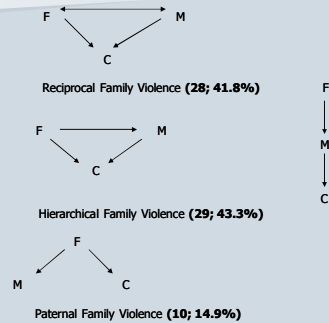 F M
C
Reciprocal Family Violence (28; 41.8%)
F M
C
Hierarchical Family Violence (29; 43.3%)
F
M C
Paternal Family Violence (10; 14.9%)
F
M
C